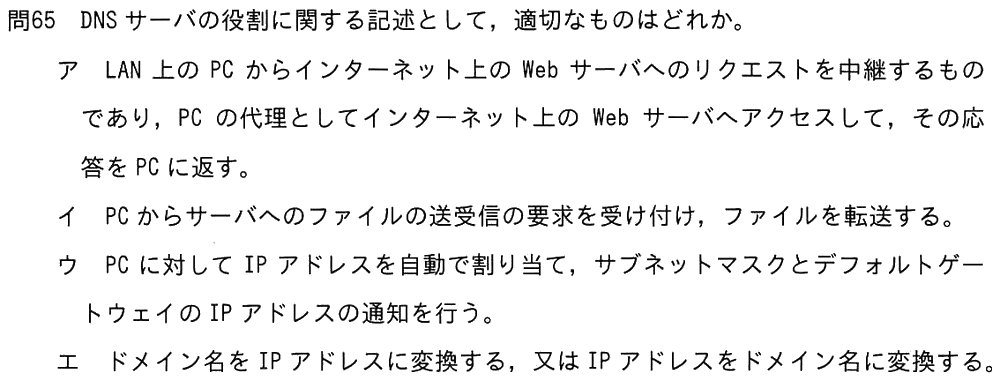 問65 DNS サーバの役割に関する記述として，適切なものはどれか。
ア LAN 上の PC からインターネット上の Web サーバへのリクエストを中継するもの
であり，PC の代理としてインターネット上の Web サーバへアクセスして，その応
答を PC に返す。
イ PC からサーバへのファイルの送受信の要求を受け付け，ファイルを転送する。
ウ PC に対して IP アドレスを自動で割り当て，サブネットマスクとデフォルトゲー
トウェイの IP アドレスの通知を行う。
エ ドメイン名を IP アドレスに変換する，又は IP アドレスをドメイン名に変換する。